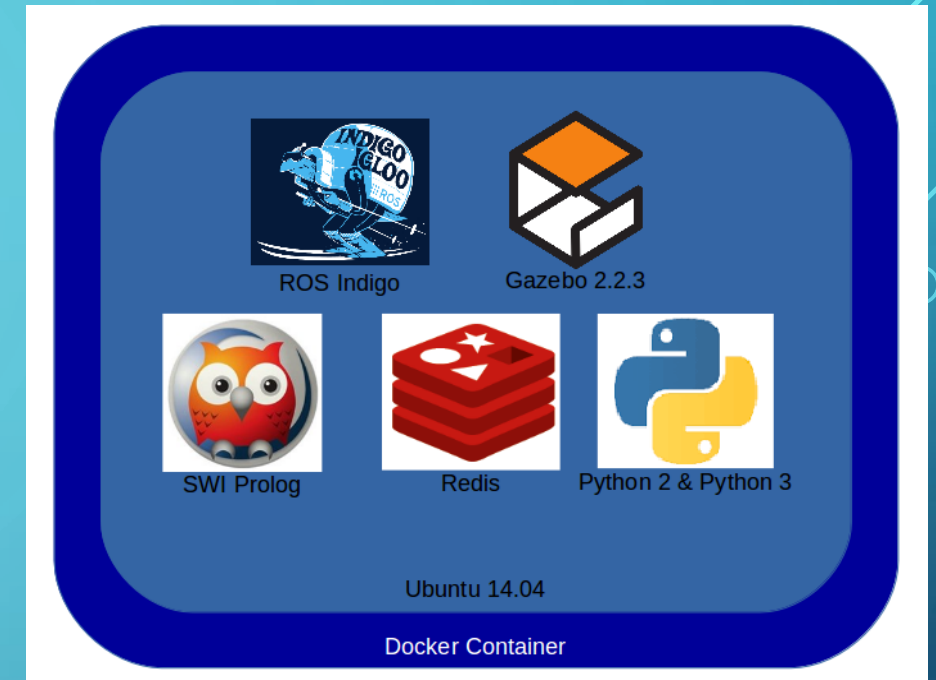 INDIGO
IGLOO
:::ROS
ROS Indigo
Gazebo 2.2.3
SWI Prolog
Redis
Python 2 & Python 3
Ubuntu 14.04
Docker Container